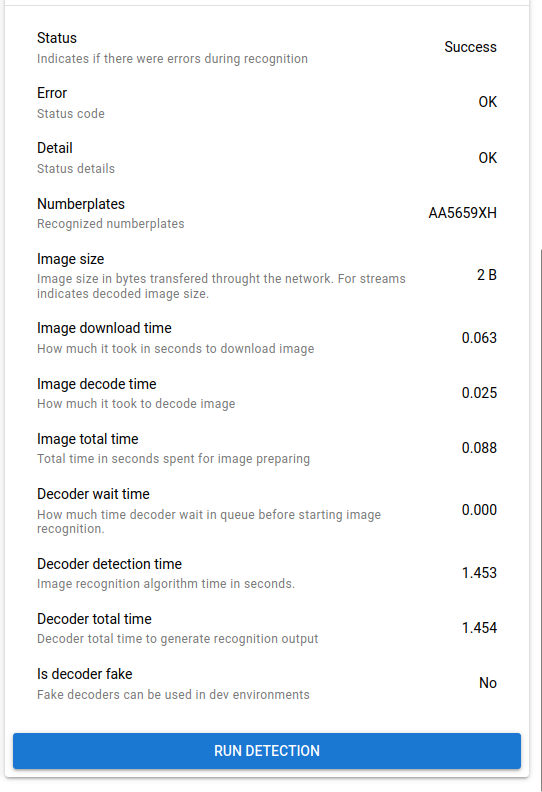 Status
Indicates if there were errors during recognition
Success
Error
Status code
OK
Detail
Status details
OK
Numberplates
Recognized numberplates
AA5659XH
Image size
Image size in bytes transfered throught the network. For streams
indicates decoded image size.
2 B
Image download time
How much it took in seconds to download image
0.063
Image decode time
How much it took to decode image
0.025
Image total time
Total time in seconds spent for image preparing
0.088
Decoder wait time
How much time decoder wait in queue before starting image
recognition.
0.000
Decoder detection time
Image recognition algorithm time in seconds.
1.453
Decoder total time
Decoder total time to generate recognition output
1.454
Is decoder fake
Fake decoders can be used in dev environments
No
RUN DETECTION